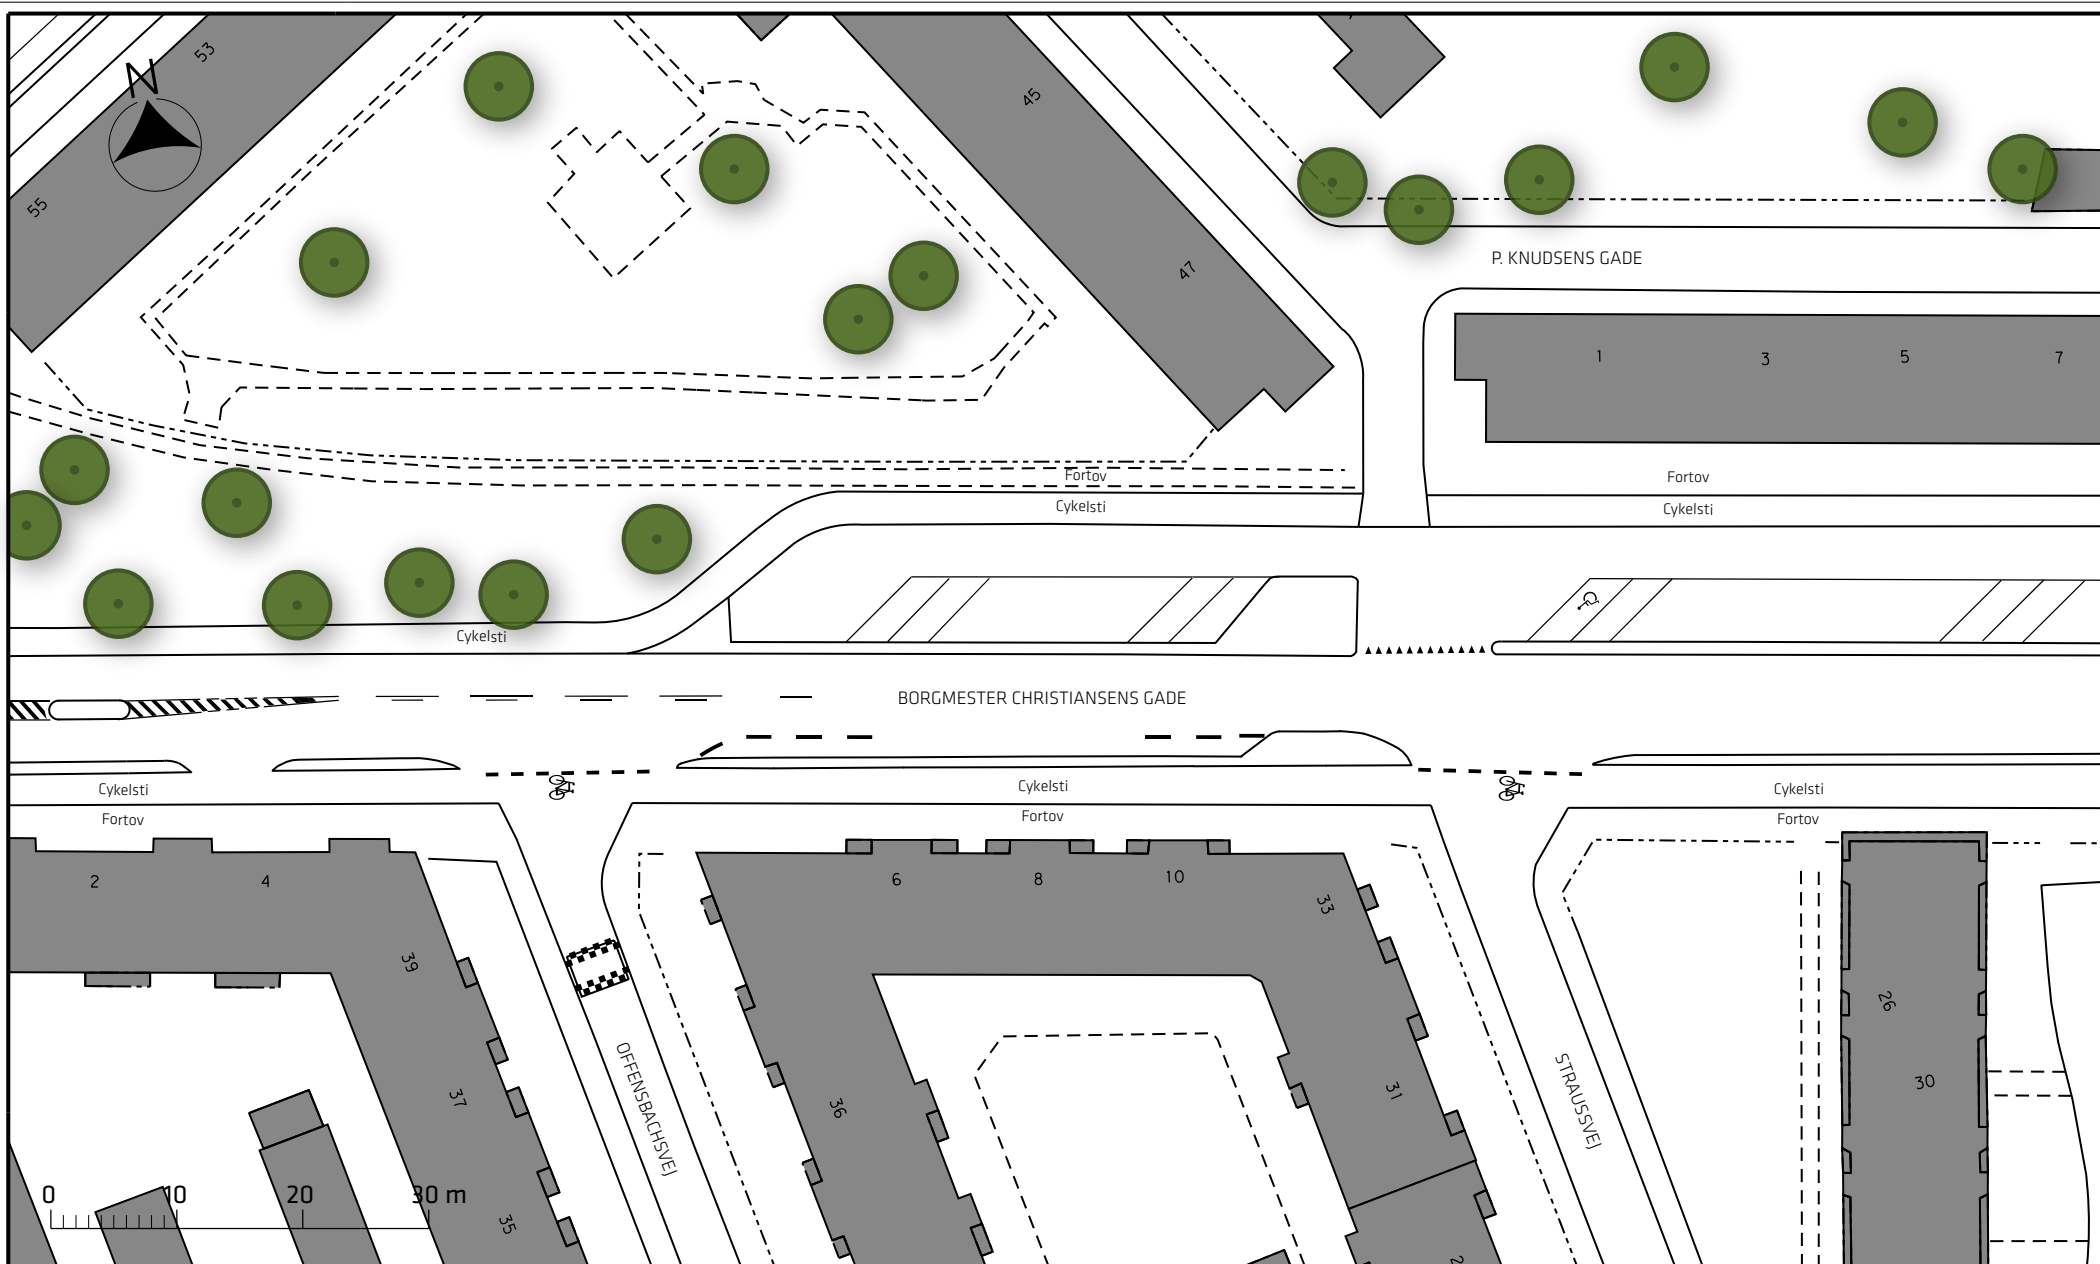 53
N
45
55
P. KNUDSENS GADE
47
1
3
5
7
Fortov
Fortov
Cykelsti
Cykelsti
Cykelsti
BORGMESTER CHRISTIANSENS GADE
Cykelsti
Cykelsti
Cykelsti
Fortov
Fortov
Fortov
2
4
6
8
10
33
39
26
OFFENSBACHSVEJ
STRAUSSVEJ
30
37
36
31
0
10
20
30 m
35